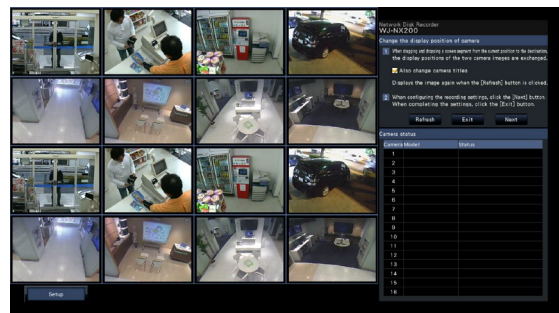 Network Disk Recorder
WJ-NX200
Change the display position of camera
1 When dragging and dropping a screen segment from the current position to the destination,
the display positions of the two camera images are exchanged.
Also change camera titles
Displays the image again when the [Refresh] button is clicked.
2 When configuring the recording settings, click the [Next] button.
When completing the settings, click the [Exit] button.
Refresh Exit Next
Camera status
Camera Model Status
1
2
3
4
5
6
7
8
9
10
11
12
13
14
15
16
Setup